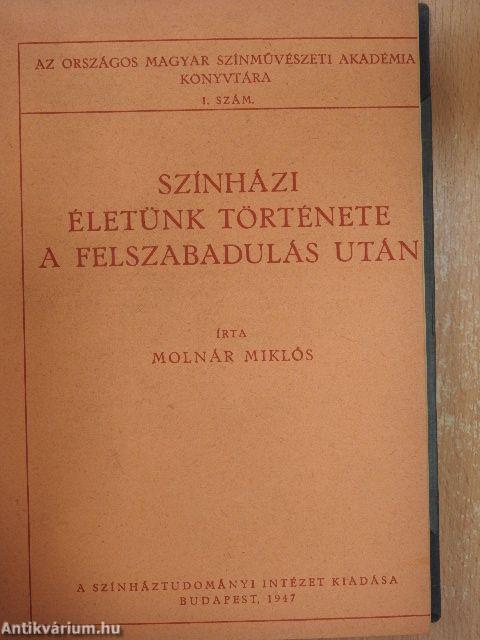 AZ ORSZÁGOS MAGYAR SZÍNMŰVÉSZETI AKADÉMIA
KÖNYVTÁRA
1. SZÁM.
SZÍNHÁZI
ÉLETÜNK TÖRTÉNETE
A FELSZABADULÁS UTÁN
ÍRTA
MOLNÁR MIKLÓS
A SZÍNHÁZTUDOMÁNYI INTÉZET KIADÁSA
BUDAPEST, 1947
Antikvárium.hu